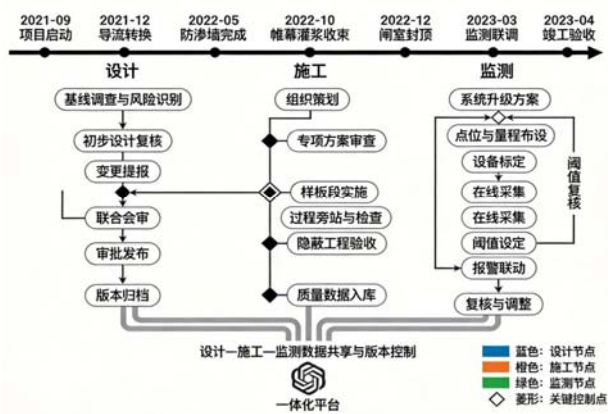 2021-09 2021-12 2022-05 2022-10 2022-12 2023-03 2023-04
项目启动 导流转换 防渗墙完成 帷幕灌浆收束 闸室封顶 监测联调 竣工验收
设计
基线调查与风险识别
初步设计复核
变更提报
联合会审
审批发布
版本归档
施工
组织策划
专项方案审查
样板段实施
过程旁站与检查
隐蔽工程验收
质量数据入库
监测
系统升级方案
点位与量程布设
设备标定
在线采集
在线采集
阈值设定
报警联动
复核与调整
阈值复核
设计—施工—监测数据共享与版本控制
一体化平台
蓝色：设计节点
橙色：施工节点
绿色：监测节点
菱形：关键控制点